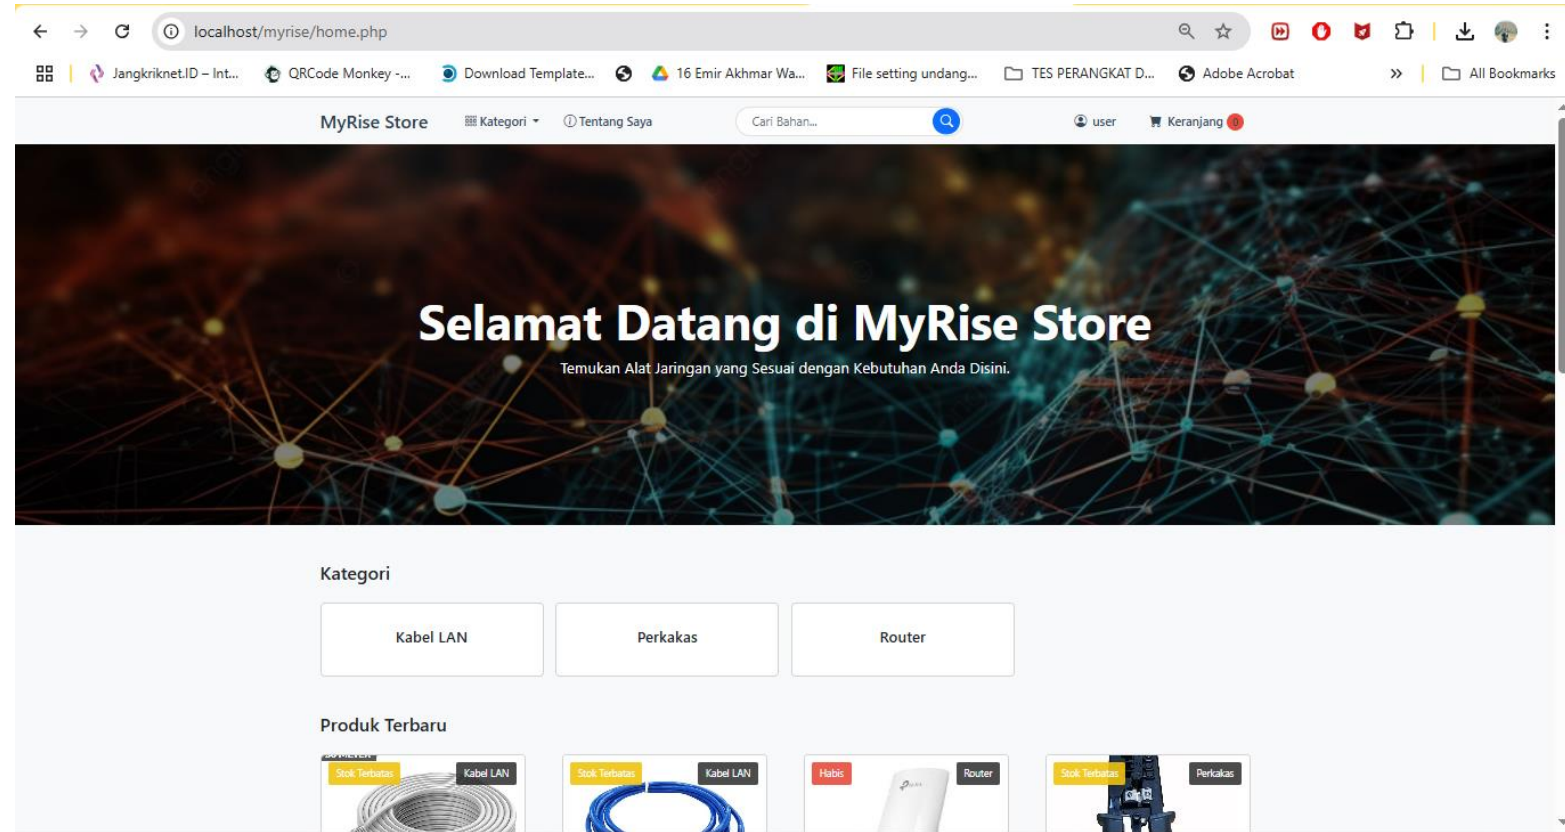 localhost/myrise/home.php
Jangkriknet.ID – Int... QRCode Monkey -... Download Template... 16 Emir Akhmar Wa... File setting undang... TES PERANGKAT D... Adobe Acrobat » All Bookmarks
MyRise Store Kategori Tentang Saya Cari Bahan... user Keranjang 0
Selamat Datang di MyRise Store
Temukan Alat Jaringan yang Sesuai dengan Kebutuhan Anda Disini.
Kategori
Kabel LAN Perkakas Router
Produk Terbaru
Stok Terbatas Kabel LAN Stok Terbatas Kabel LAN Habis Router Stok Terbatas Perkakas